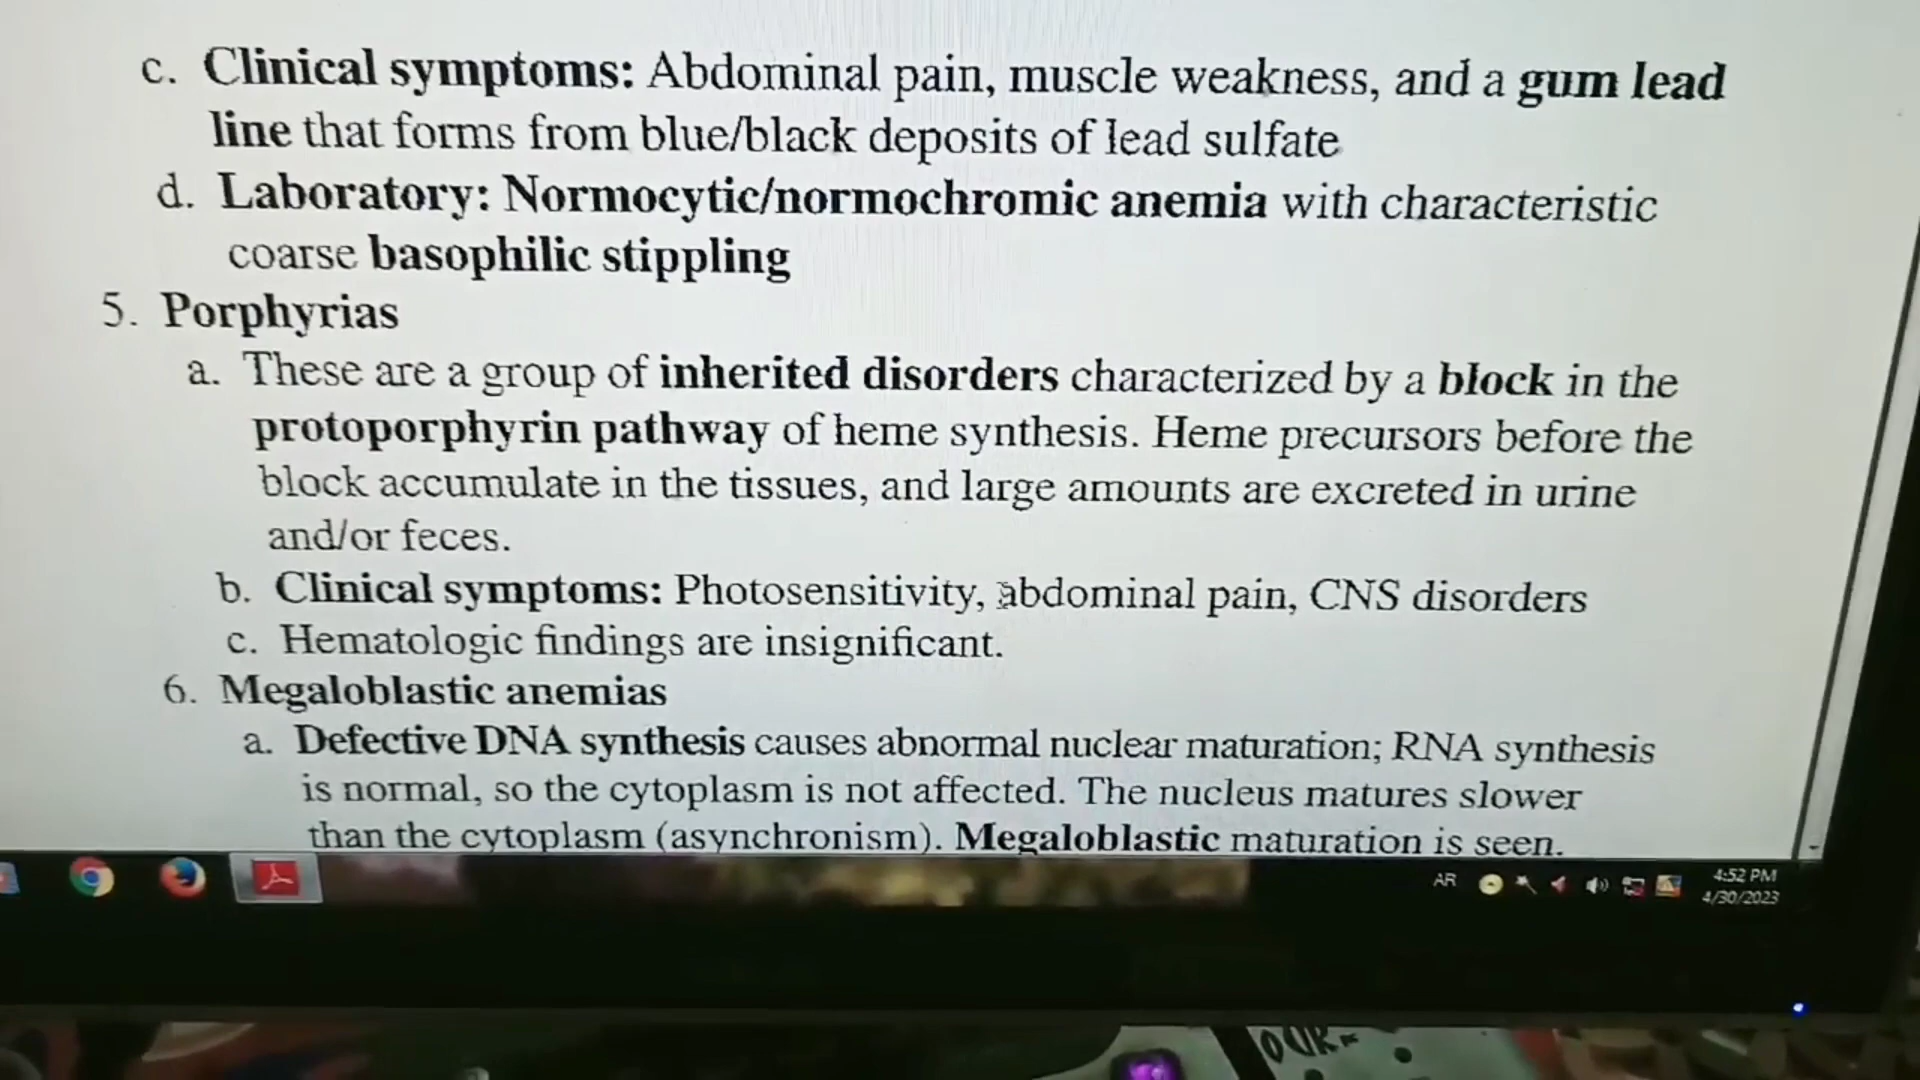 c. Clinical symptoms: Abdominal pain, muscle weakness, and a gum lead
line that forms from blue/black deposits of lead sulfate
d. Laboratory: Normocytic/normochromic anemia with characteristic
coarse basophilic stippling
5. Porphyrias
a. These are a group of inherited disorders characterized by a block in the
protoporphyrin pathway of heme synthesis. Heme precursors before the
block accumulate in the tissues, and large amounts are excreted in urine
and/or feces.
b. Clinical symptoms: Photosensitivity, abdominal pain, CNS disorders
c. Hematologic findings are insignificant.
6. Megaloblastic anemias
a. Defective DNA synthesis causes abnormal nuclear maturation; RNA synthesis
is normal, so the cytoplasm is not affected. The nucleus matures slower
than the cytoplasm (asynchronism). Megaloblastic maturation is seen.
AR
4:52 PM
4/30/2023